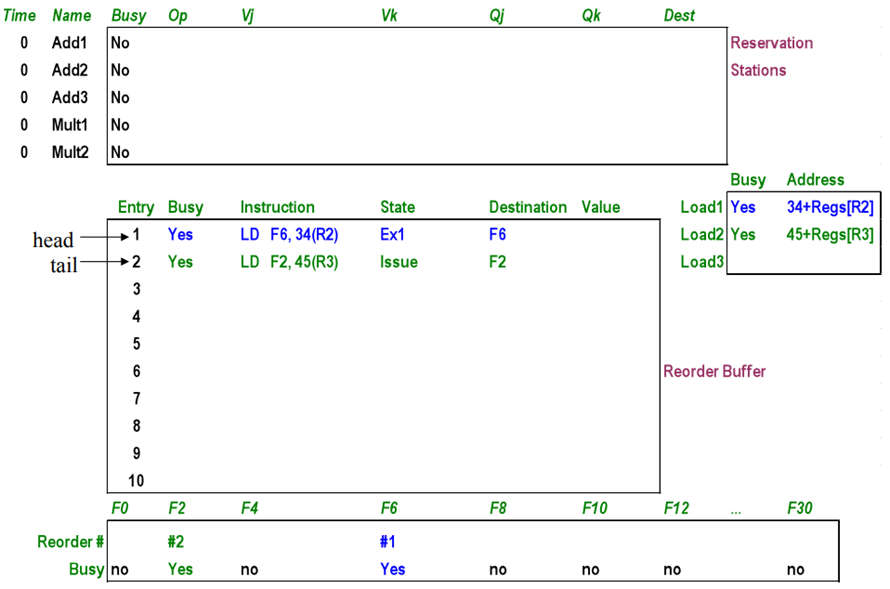 Time Name Busy Op Vj Vk Qj Qk Dest
0 Add1 No Reservation
0 Add2 No Stations
0 Add3 No
0 Mult1 No
0 Mult2 No
Busy Address
Entry Busy Instruction State Destination Value Load1 Yes 34+Regs[R2]
head 1 Yes LD F6, 34(R2) Ex1 F6 Load2 Yes 45+Regs[R3]
tail 2 Yes LD F2, 45(R3) Issue F2 Load3
3
4
5
6 Reorder Buffer
7
8
9
10
F0 F2 F4 F6 F8 F10 F12 ... F30
Reorder # #2 #1
Busy no Yes no Yes no no no no